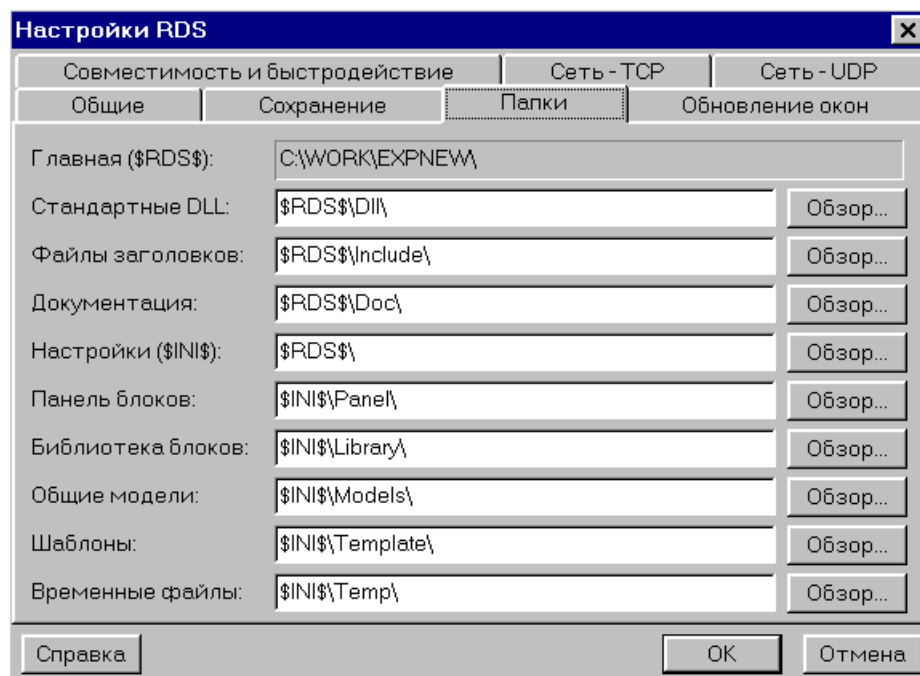 Настройки RDS
Совместимость и быстродействие Сеть - TCP Сеть - UDP
Общие Сохранение Папки Обновление окон
Главная ($RDS$): C:\WORK\EXPNEW\
Стандартные DLL: $RDS$\Dll\ Обзор...
Файлы заголовков: $RDS$\Include\ Обзор...
Документация: $RDS$\Doc\ Обзор...
Настройки ($INI$): $RDS$\ Обзор...
Панель блоков: $INI$\Panel\ Обзор...
Библиотека блоков: $INI$\Library\ Обзор...
Общие модели: $INI$\Models\ Обзор...
Шаблоны: $INI$\Template\ Обзор...
Временные файлы: $INI$\Temp\ Обзор...
Справка OK Отмена